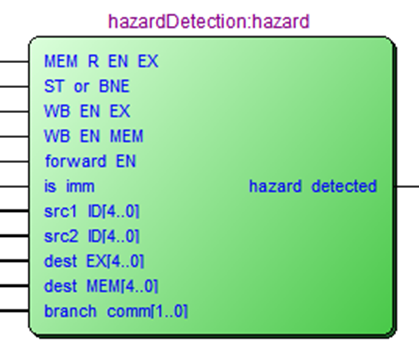 hazardDetection:hazard
MEM R EN EX
ST or BNE
WB EN EX
WB EN MEM
forward EN
is imm hazard detected
src1 ID[4..0]
src2 ID[4..0]
dest EX[4..0]
dest MEM[4..0]
branch comm[1..0]